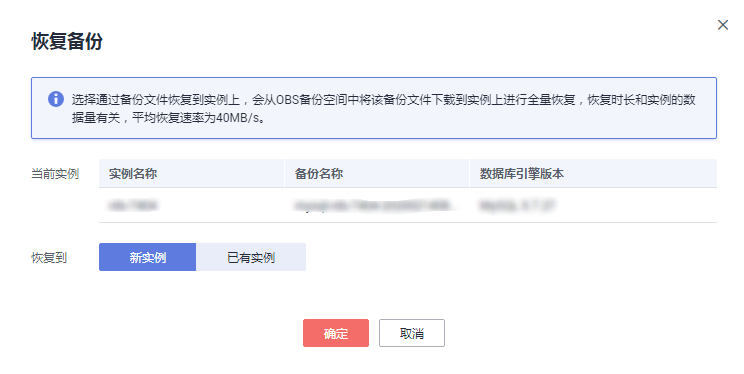 恢复备份
选择通过备份文件恢复到实例上，会从OBS备份空间中将该备份文件下载到实例上进行全量恢复，恢复时长和实例的数
据量有关，平均恢复速率为40MB/s。
当前实例 实例名称 备份名称 数据库引擎版本
恢复到 新实例 已有实例
确定 取消